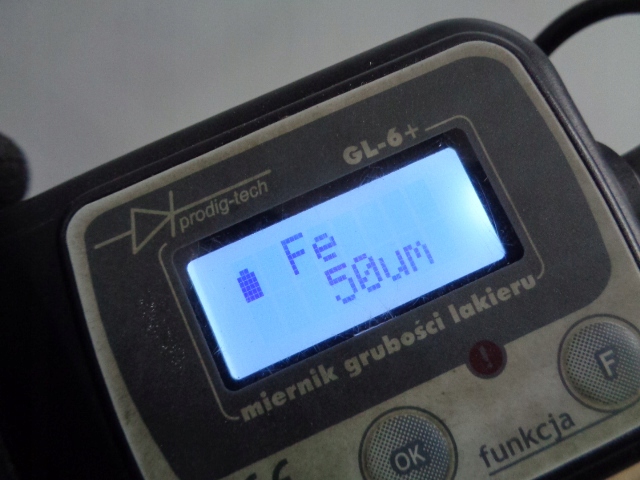 GL-6+
prodig-tech
Fe
50um
miernik grubości lakieru
!
F
OK
funkcja